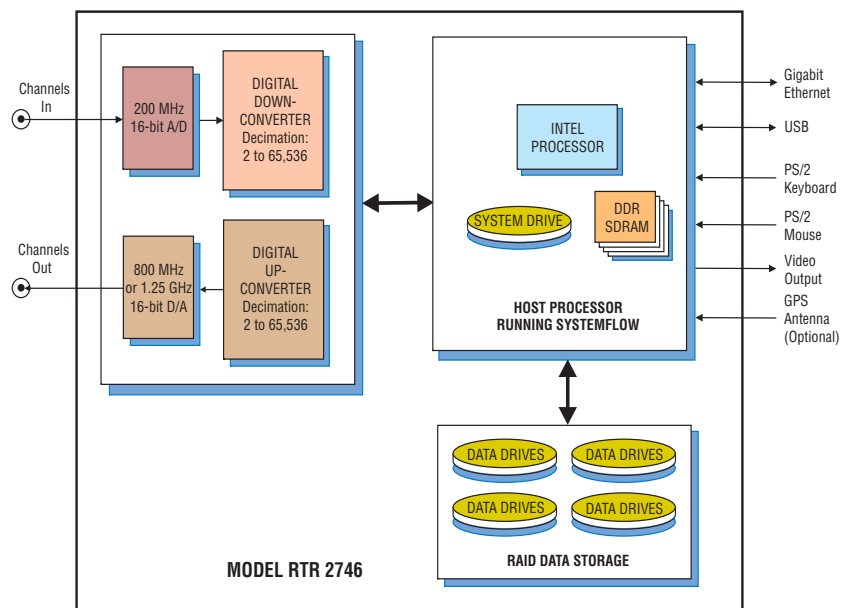 Channels
In
200 MHz
16-bit A/D
DIGITAL
DOWN-
CONVERTER
Decimation:
2 to 65,536
Channels
Out
800 MHz
or 1.25 GHz
16-bit D/A
DIGITAL
UP-
CONVERTER
Decimation:
2 to 65,536
INTEL
PROCESSOR
SYSTEM DRIVE
DDR
SDRAM
HOST PROCESSOR
RUNNING SYSTEMFLOW
Gigabit
Ethernet
USB
PS/2
Keyboard
PS/2
Mouse
Video
Output
GPS
Antenna
(Optional)
DATA DRIVES
DATA DRIVES
DATA DRIVES
DATA DRIVES
RAID DATA STORAGE
MODEL RTR 2746